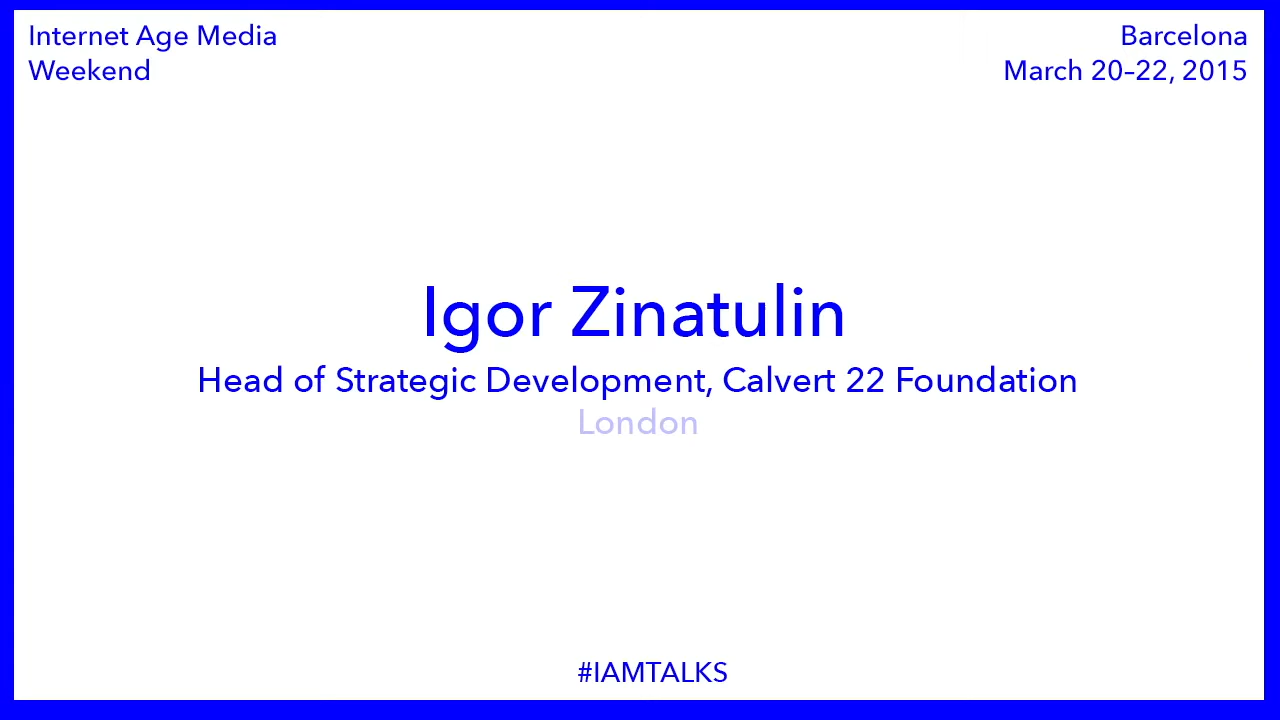 Internet Age Media
Weekend
Barcelona
March 20–22, 2015
Igor Zinatulin
Head of Strategic Development, Calvert 22 Foundation
London
#IAMTALKS